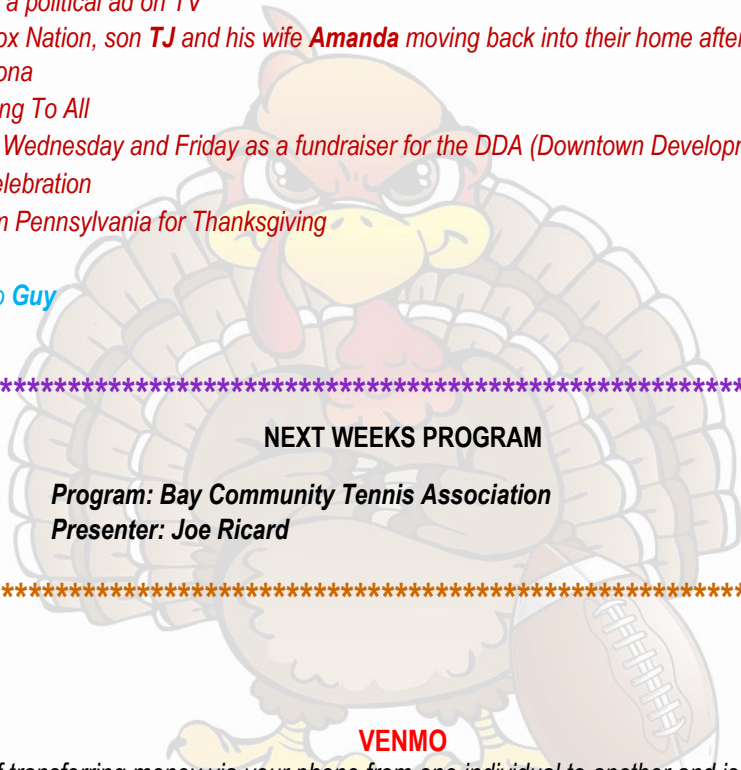 a political ad on TV
ox Nation, son TJ and his wife Amanda moving back into their home after
ona
ng To All
Wednesday and Friday as a fundraiser for the DDA (Downtown Develop
elebration
m Pennsylvania for Thanksgiving
o Guy
*******************************************************
NEXT WEEKS PROGRAM
Program: Bay Community Tennis Association
Presenter: Joe Ricard
*******************************************************
VENMO
f transferring money via your phone from one individual to another and is